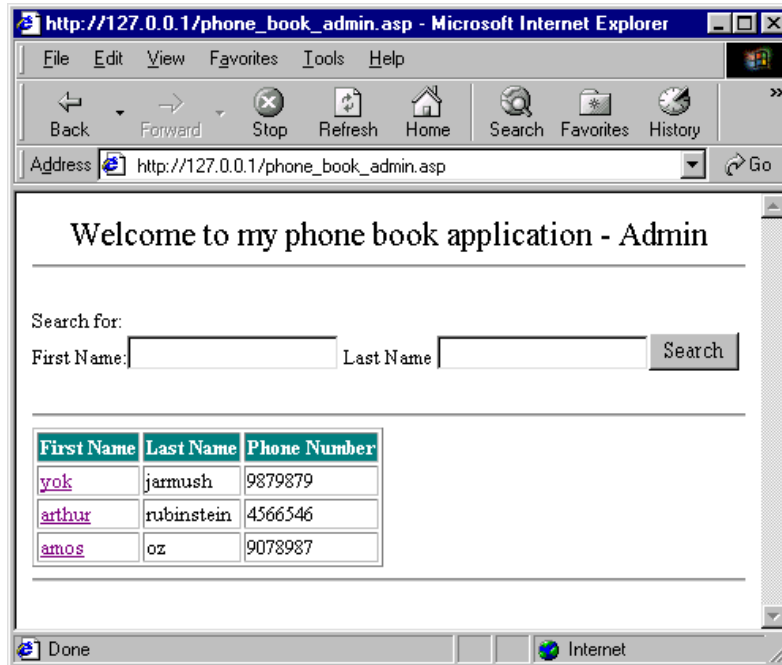 http://127.0.0.1/phone_book_admin.asp - Microsoft Internet Explorer
File Edit View Favorites Tools Help
Back Forward Stop Refresh Home Search Favorites History »
Address http://127.0.0.1/phone_book_admin.asp Go
Welcome to my phone book application - Admin
Search for:
First Name: Last Name Search
First Name Last Name Phone Number
yok jarmush 9879879
arthur rubinstein 4566546
amos oz 9078987
Done Internet